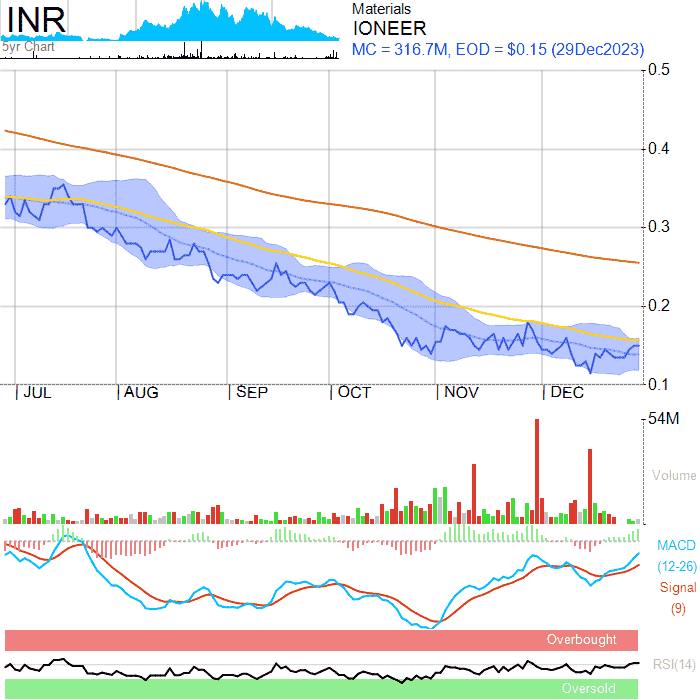 INR
5yr Chart
Materials
IONEER
MC = 316.7M, EOD = $0.15 (29Dec2023)
0.5
0.4
0.3
0.2
0.1
JUL AUG SEP OCT NOV DEC
54M
Volume
MACD
(12-26)
Signal
(9)
Overbought
RSI(14)
Oversold